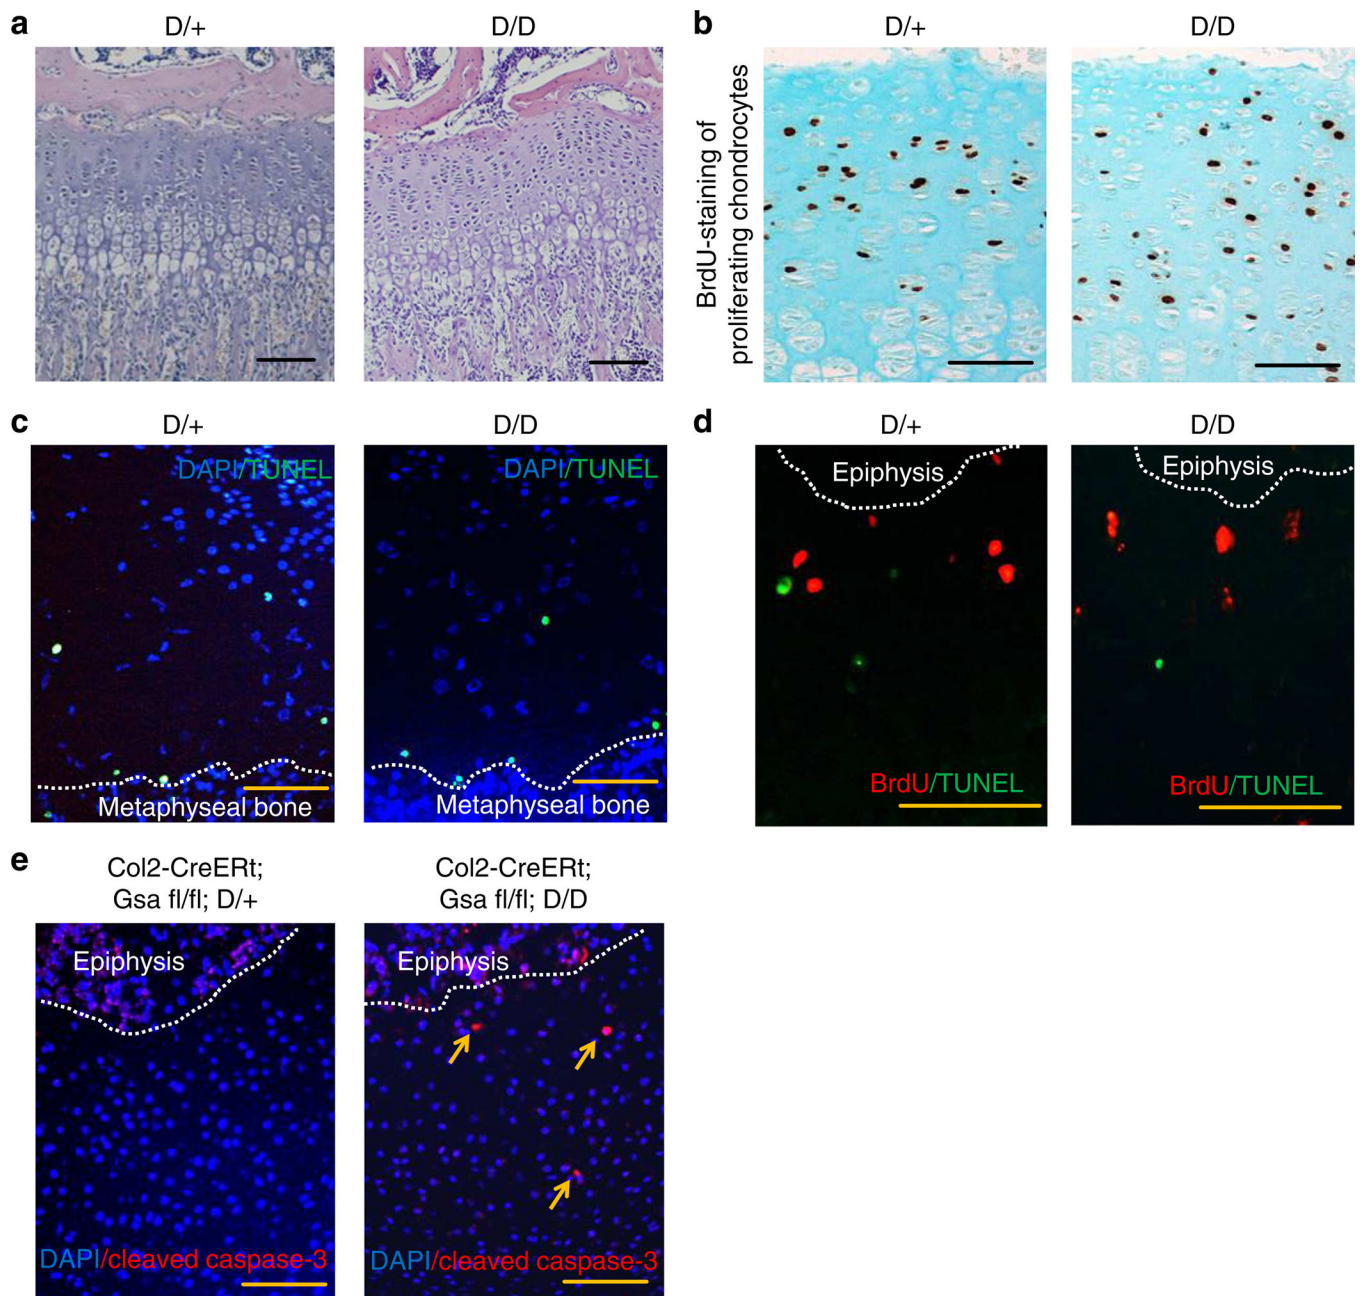 a
D/+
D/D
b
D/+
D/D
BrdU-staining of
proliferating chondrocytes
c
D/+
D/D
DAPI/TUNEL
DAPI/TUNEL
Metaphyseal bone
Metaphyseal bone
d
D/+
D/D
Epiphysis
Epiphysis
BrdU/TUNEL
BrdU/TUNEL
e
Col2-CreERt;
Gsa fl/fl; D/+
Col2-CreERt;
Gsa fl/fl; D/D
Epiphysis
Epiphysis
DAPI/cleaved caspase-3
DAPI/cleaved caspase-3